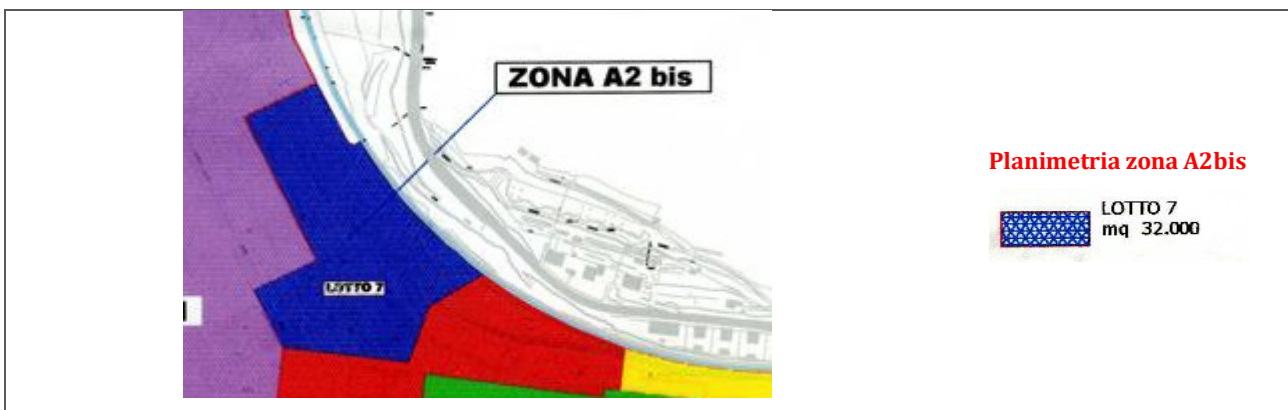 ZONA A2 bis
LOTTO 7
Planimetria zona A2bis
LOTTO 7
mq 32.000